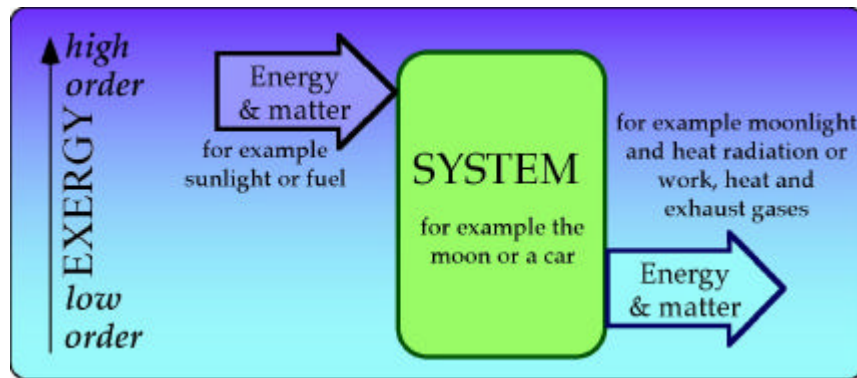 high
order
EXERGY
low
order
Energy
& matter
for example
sunlight or fuel
SYSTEM
for example the
moon or a car
for example moonlight
and heat radiation or
work, heat and
exhaust gases
Energy
& matter